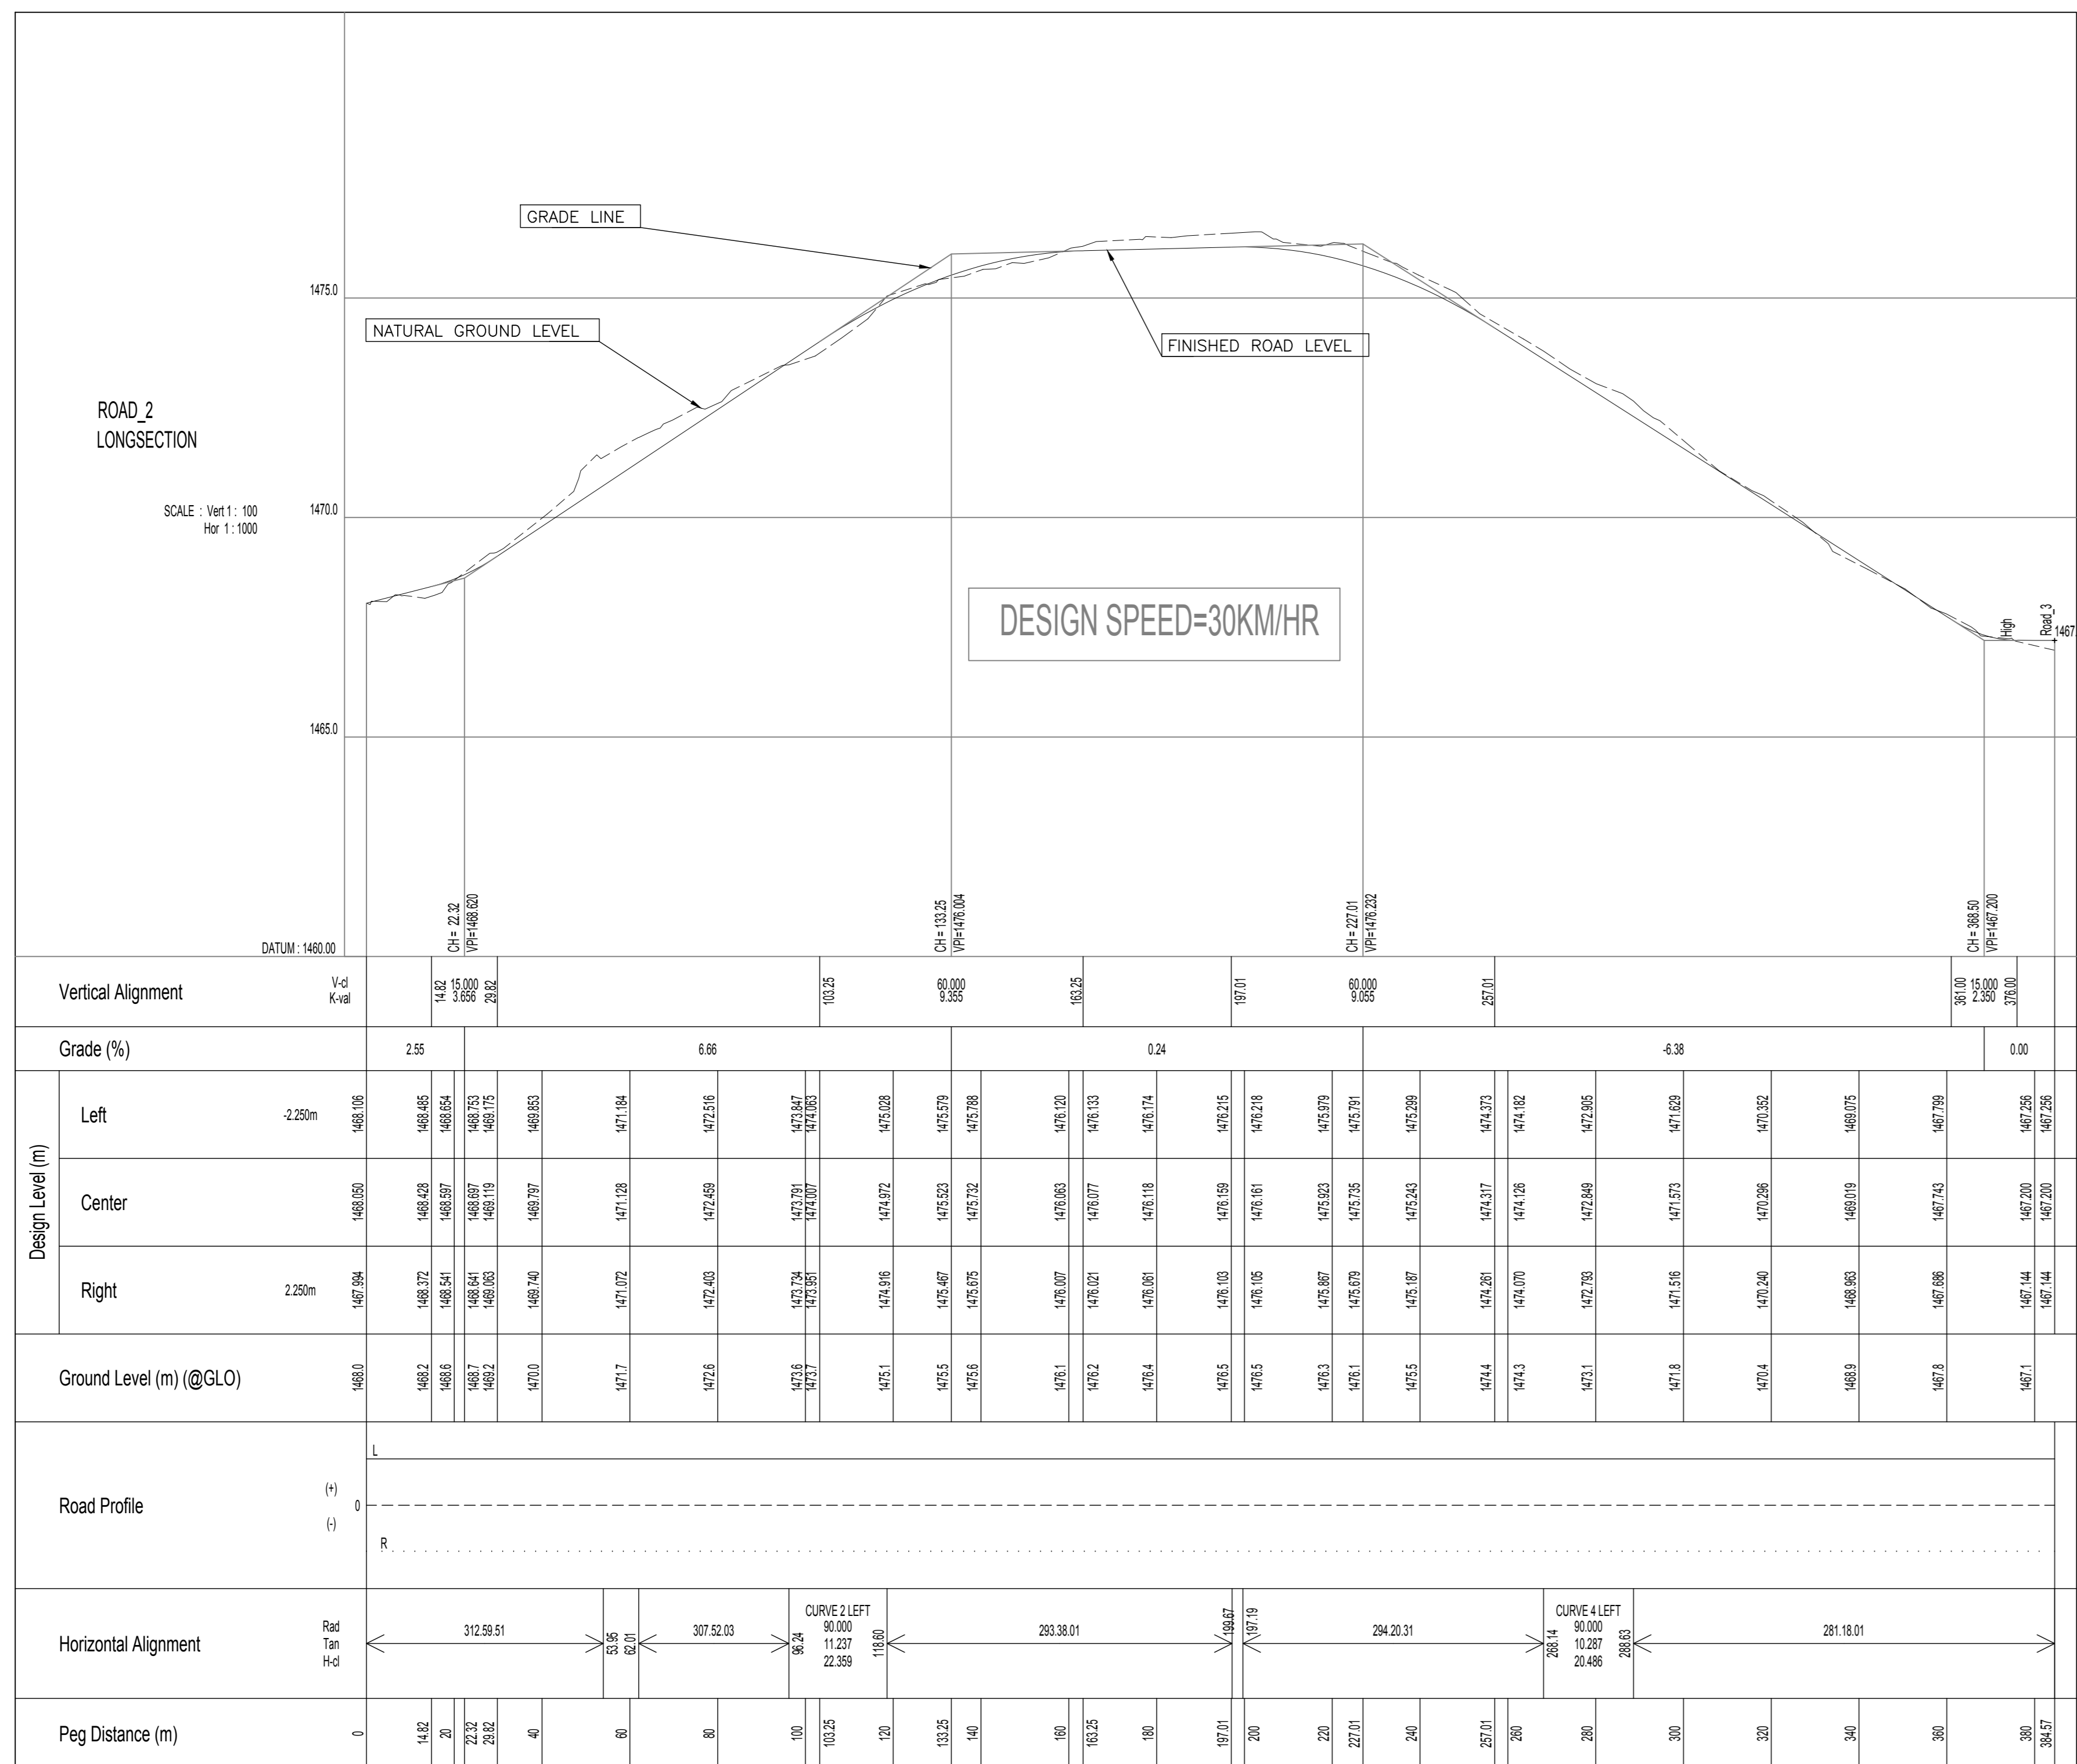 GRADE LINE
1475.0
NATURAL GROUND LEVEL
FINISHED ROAD LEVEL
ROAD_2
LONGSECTION
SCALE : Vert 1 : 100
Hor 1 : 1000
1470.0
DESIGN SPEED=30KM/HR
High
Road_3
1467.
1465.0
CH = 22.32
VPI=1468.620
CH = 133.25
VPI=1476.004
CH = 227.01
VPI=1476.232
CH = 368.50
VPI=1467.200
DATUM : 1460.00
Vertical Alignment
V-cl
K-val
14.82 15.000 3.656 29.82
103.25 60.000 9.355 163.25
197.01 60.000 9.055 257.01
361.00 15.000 2.350 376.00
Grade (%) 2.55 6.66 0.24 -6.38 0.00
Design Level (m)
Left -2.250m 1468.106 1468.485 1468.654 1468.753 1469.175 1469.853 1471.184 1472.516 1473.847 1474.063 1475.028 1475.579 1475.788 1476.120 1476.133 1476.174 1476.215 1476.218 1475.979 1475.791 1475.299 1474.373 1474.182 1472.905 1471.629 1470.352 1469.075 1467.799 1467.256 1467.256
Center 1468.050 1468.428 1468.597 1468.697 1469.119 1469.797 1471.128 1472.459 1473.791 1474.007 1474.972 1475.523 1475.732 1476.063 1476.077 1476.118 1476.159 1476.161 1475.923 1475.735 1475.243 1474.317 1474.126 1472.849 1471.573 1470.296 1469.019 1467.743 1467.200 1467.200
Right 2.250m 1467.994 1468.372 1468.541 1468.641 1469.063 1469.740 1471.072 1472.403 1473.734 1473.951 1474.916 1475.467 1475.675 1476.007 1476.021 1476.061 1476.103 1476.105 1475.867 1475.679 1475.187 1474.261 1474.070 1472.793 1471.516 1470.240 1468.963 1467.686 1467.144 1467.144
Ground Level (m) (@GLO) 1468.0 1468.2 1468.6 1468.7 1469.2 1470.0 1471.7 1472.6 1473.6 1473.7 1475.1 1475.5 1475.6 1476.1 1476.2 1476.4 1476.5 1476.5 1476.3 1476.1 1475.5 1474.4 1474.3 1473.1 1471.8 1470.4 1468.9 1467.8 1467.1
L
(+)
Road Profile 0
(-)
R
Horizontal Alignment
Rad
Tan
H-cl
312.59.51
53.95 62.01
307.52.03
96.24
CURVE 2 LEFT
90.000
11.237
22.359
118.60
293.38.01
199.67 197.19
294.20.31
268.14
CURVE 4 LEFT
90.000
10.287
20.486
288.63
281.18.01
Peg Distance (m) 0 14.82 20 22.32 29.82 40 60 80 100 103.25 120 133.25 140 160 163.25 180 197.01 200 220 227.01 240 257.01 260 280 300 320 340 360 380 384.57